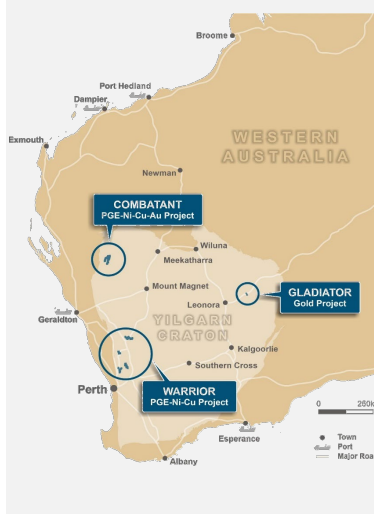 Broome
Port Hedland
Dampier
Exmouth
WESTERN
AUSTRALIA
Newman
COMBATANT
PGE-Ni-Cu-Au Project
Wiluna
Meekatharra
GLADIATOR
Gold Project
Mount Magnet
Leonora
Geraldton
YILGARN
CRATON
Kalgoorlie
Southern Cross
Perth
WARRIOR
PGE-Ni-Cu Project
0 250k
Esperance
Town
Port
Major Roa
Albany